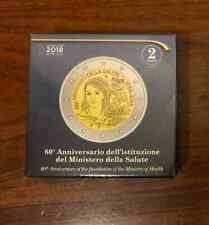 2018
2
60° Anniversario dell'istituzione
del Ministero della Salute
60th Anniversary of the foundation of the Ministry of Health